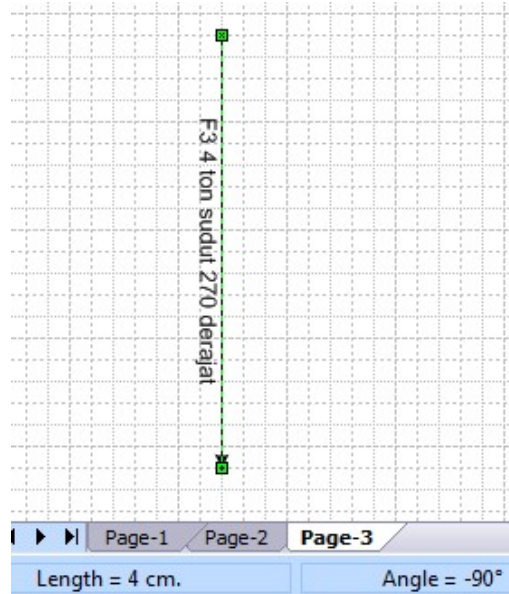 F3 4 ton sudut 270 derajat
Page-1 Page-2 Page-3
Length = 4 cm. Angle = -90°